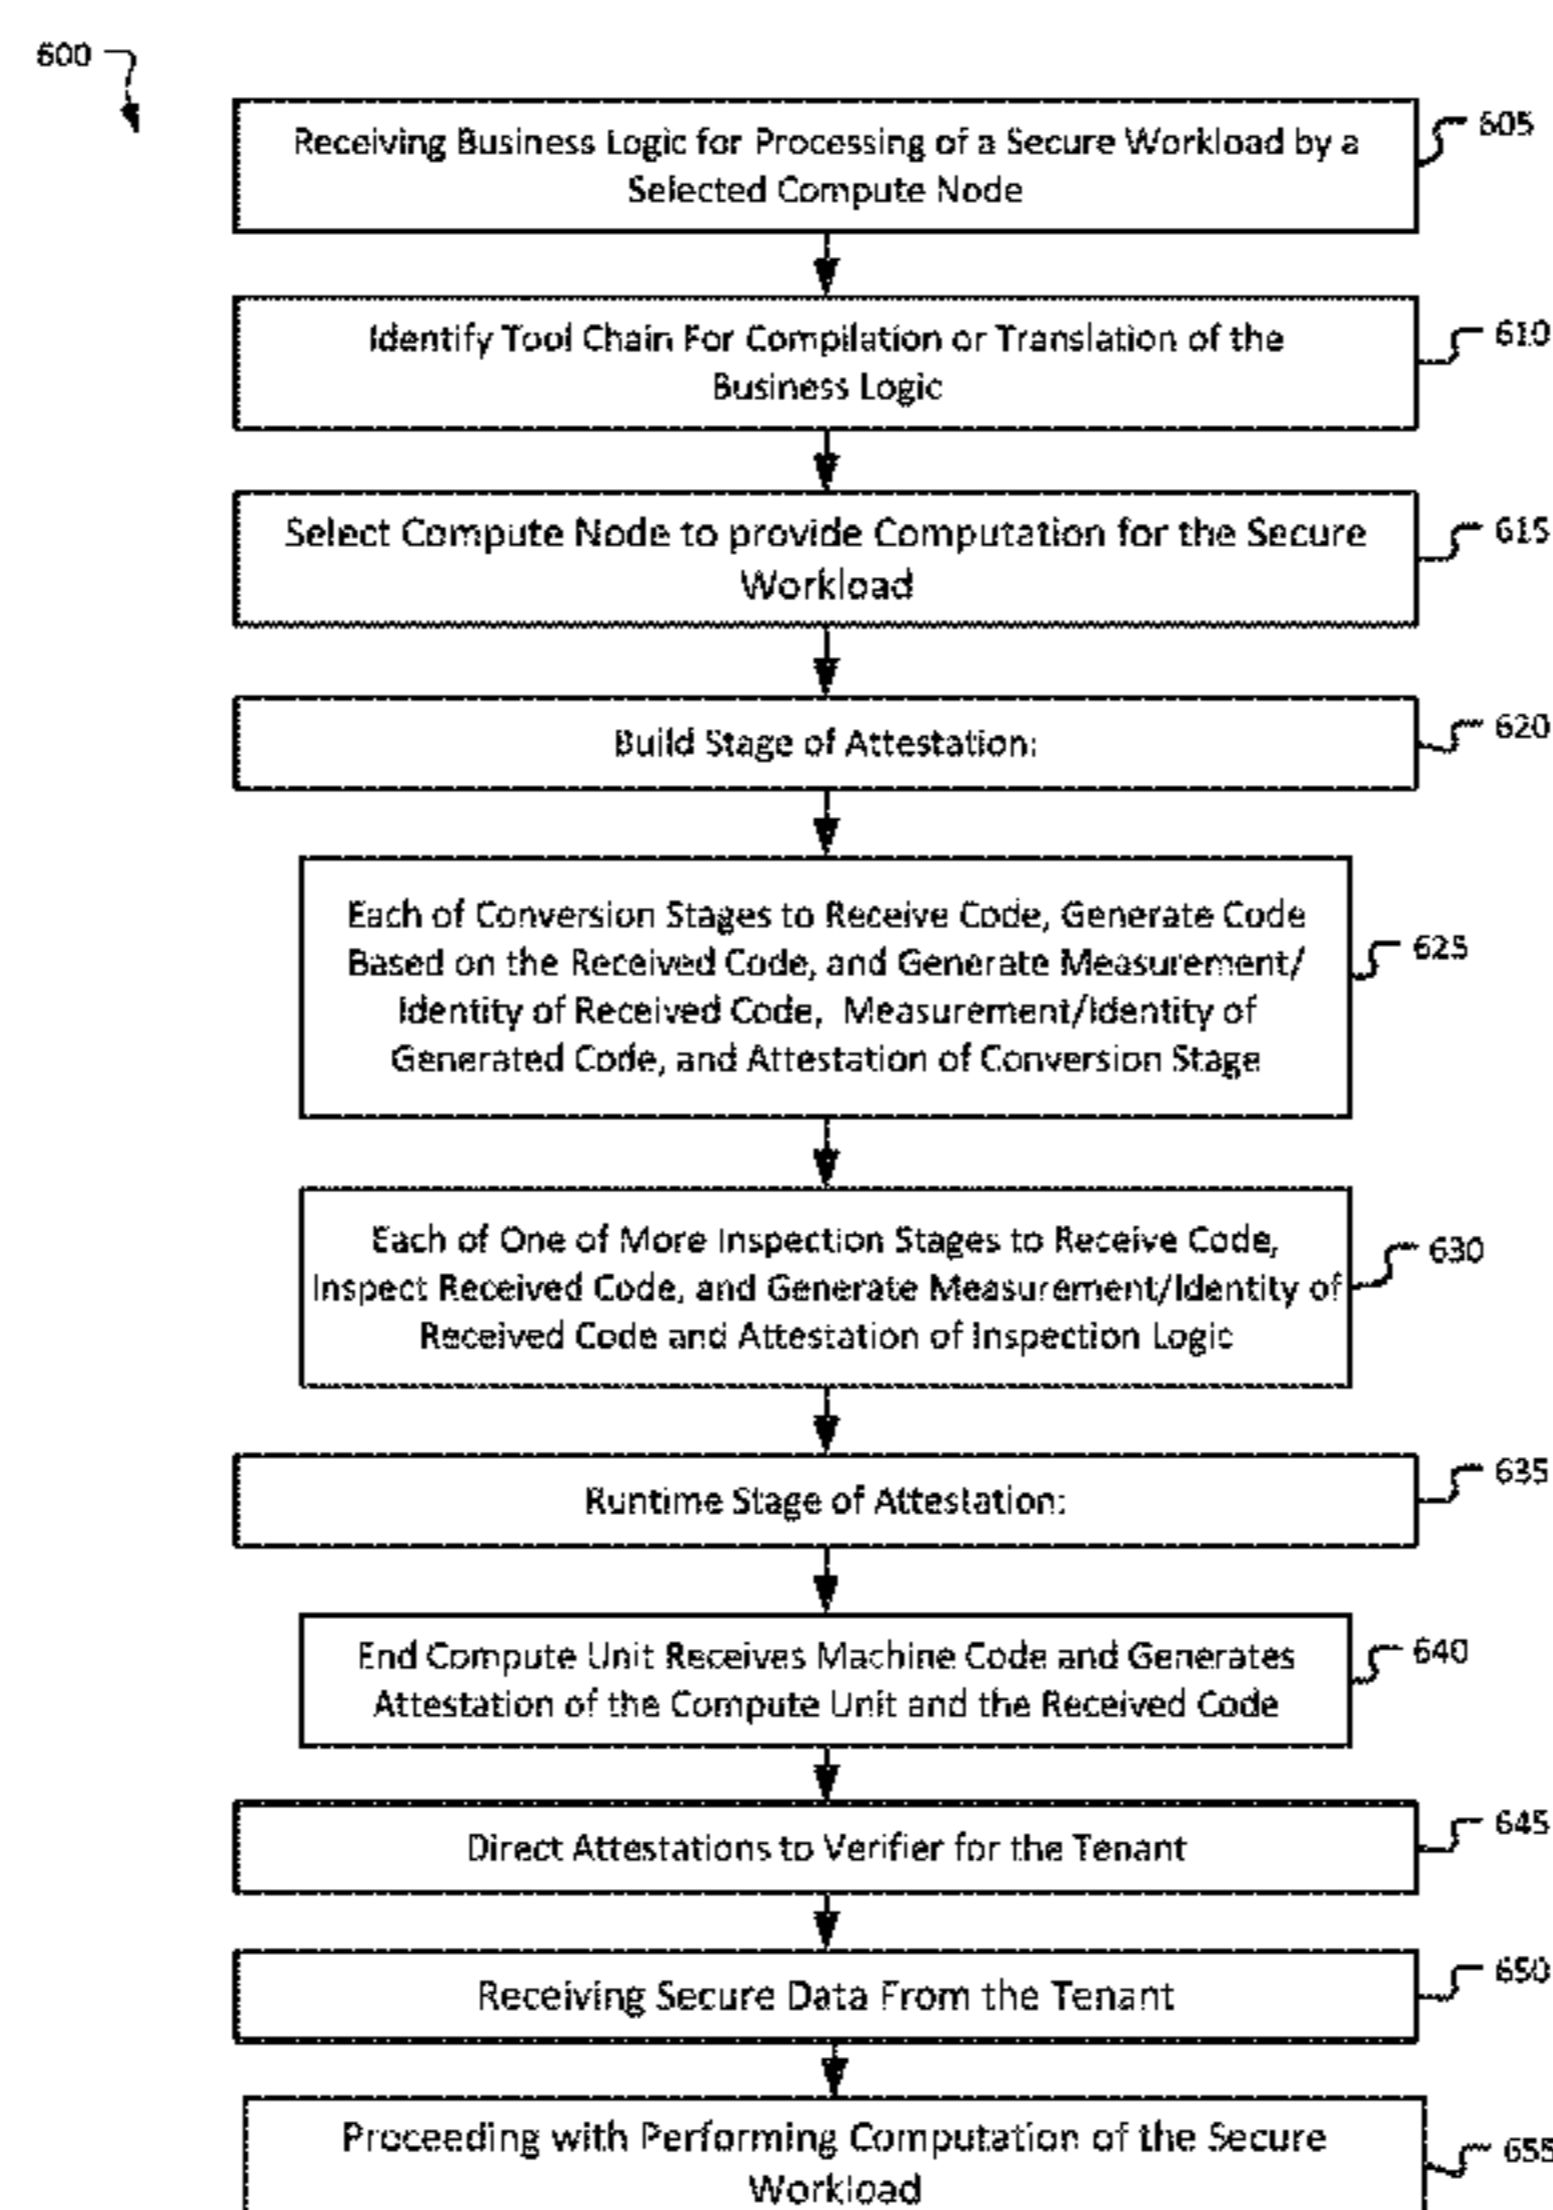 600
Receiving Business Logic for Processing of a Secure Workload by a
Selected Compute Node
605
Identify Tool Chain For Compilation or Translation of the
Business Logic
610
Select Compute Node to provide Computation for the Secure
Workload
615
Build Stage of Attestation:
620
Each of Conversion Stages to Receive Code, Generate Code
Based on the Received Code, and Generate Measurement/
Identity of Received Code, Measurement/Identity of
Generated Code, and Attestation of Conversion Stage
625
Each of One of More Inspection Stages to Receive Code,
Inspect Received Code, and Generate Measurement/Identity of
Received Code and Attestation of Inspection Logic
630
Runtime Stage of Attestation:
635
End Compute Unit Receives Machine Code and Generates
Attestation of the Compute Unit and the Received Code
640
Direct Attestations to Verifier for the Tenant
645
Receiving Secure Data From the Tenant
650
Proceeding with Performing Computation of the Secure
Workload
655